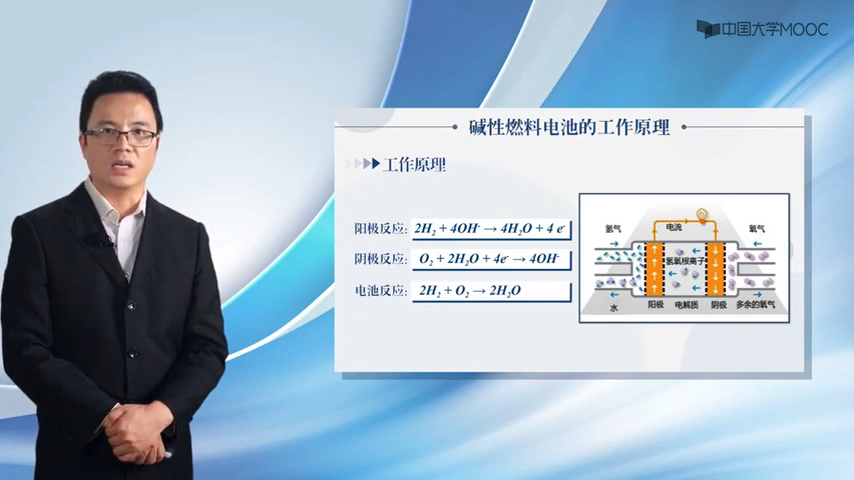 中国大学MOOC
碱性燃料电池的工作原理
工作原理
阳极反应: 2H₂ + 4OH⁻ → 4H₂O + 4 e⁻
阴极反应: O₂ + 2H₂O + 4e⁻ → 4OH⁻
电池反应: 2H₂ + O₂ → 2H₂O
氢气 电流 氧气
氢氧根离子
水 阳极 电解质 阴极 多余的氧气